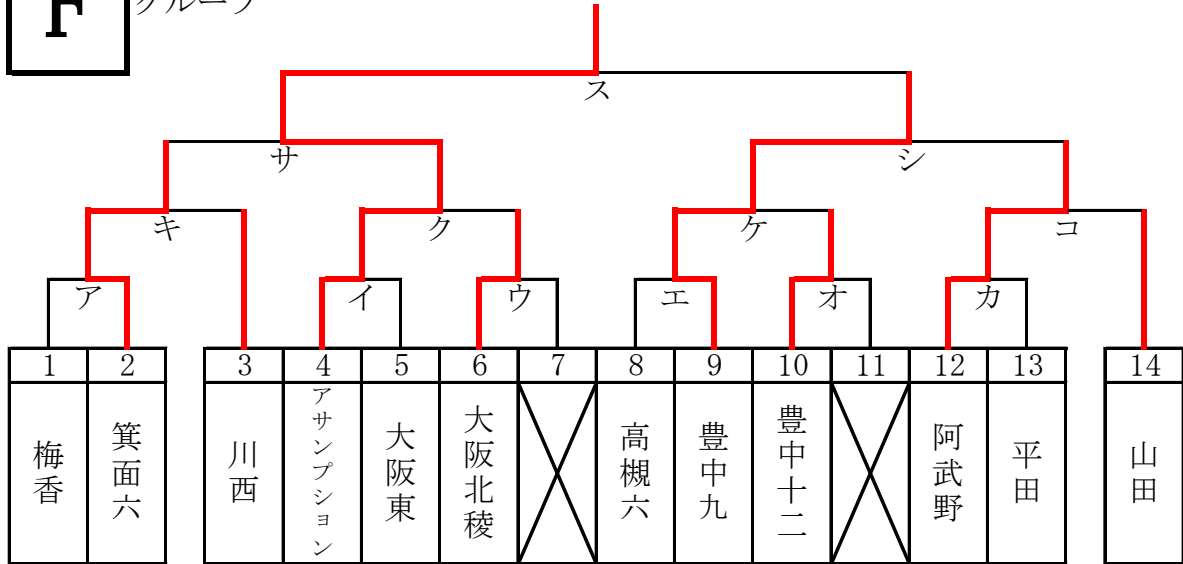 F
グループ
ス
サ
シ
キ
ク
ケ
コ
ア
イ
ウ
エ
オ
カ
1
2
3
4
5
6
7
8
9
10
11
12
13
14
梅香
箕面六
川西
アサンプション
大阪東
大阪北稜
高槻六
豊中九
豊中十二
阿武野
平田
山田